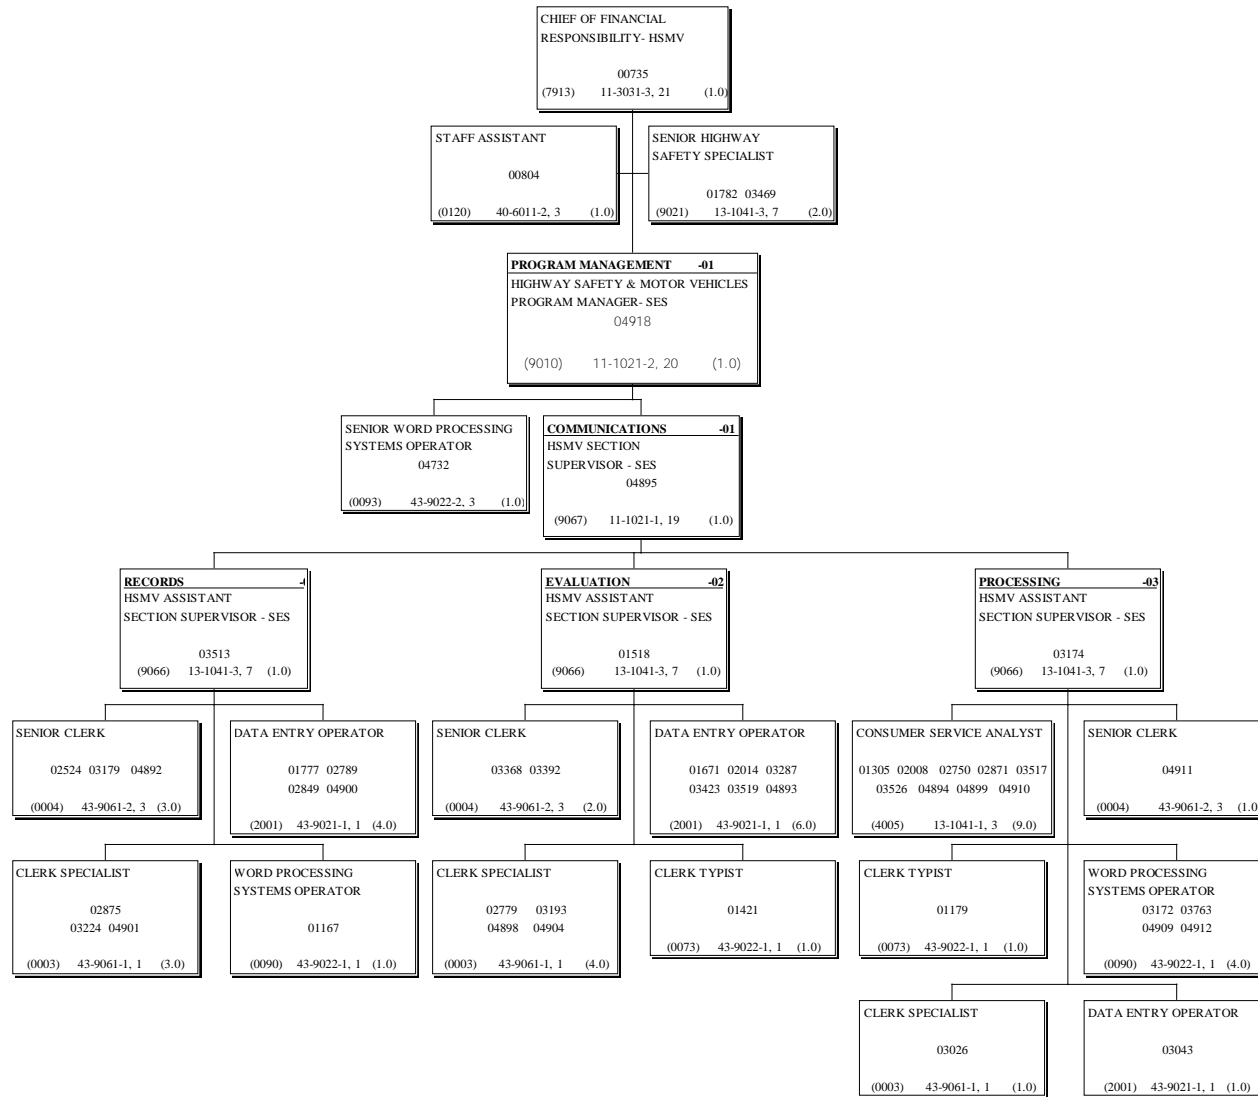 CHIEF OF FINANCIAL
RESPONSIBILITY- HSMV
00735
(7913) 11-3031-3, 21 (1.0)
STAFF ASSISTANT
00804
(0120) 40-6011-2, 3 (1.0)
SENIOR HIGHWAY
SAFETY SPECIALIST
01782 03469
(9021) 13-1041-3, 7 (2.0)
PROGRAM MANAGEMENT -01
HIGHWAY SAFETY & MOTOR VEHICLES
PROGRAM MANAGER- SES
04918
(9010) 11-1021-2, 20 (1.0)
SENIOR WORD PROCESSING
SYSTEMS OPERATOR
04732
(0093) 43-9022-2, 3 (1.0)
COMMUNICATIONS -01
HSMV SECTION
SUPERVISOR - SES
04895
(9067) 11-1021-1, 19 (1.0)
RECORDS
HSMV ASSISTANT
SECTION SUPERVISOR - SES
03513
(9066) 13-1041-3, 7 (1.0)
EVALUATION -02
HSMV ASSISTANT
SECTION SUPERVISOR - SES
01518
(9066) 13-1041-3, 7 (1.0)
PROCESSING -03
HSMV ASSISTANT
SECTION SUPERVISOR - SES
03174
(9066) 13-1041-3, 7 (1.0)
SENIOR CLERK
02524 03179 04892
(0004) 43-9061-2, 3 (3.0)
DATA ENTRY OPERATOR
01777 02789
02849 04900
(2001) 43-9021-1, 1 (4.0)
SENIOR CLERK
03368 03392
(0004) 43-9061-2, 3 (2.0)
DATA ENTRY OPERATOR
01671 02014 03287
03423 03519 04893
(2001) 43-9021-1, 1 (6.0)
CONSUMER SERVICE ANALYST
01305 02008 02750 02871 03517
03526 04894 04899 04910
(4005) 13-1041-1, 3 (9.0)
SENIOR CLERK
04911
(0004) 43-9061-2, 3 (1.0
CLERK SPECIALIST
02875
03224 04901
(0003) 43-9061-1, 1 (3.0)
WORD PROCESSING
SYSTEMS OPERATOR
01167
(0090) 43-9022-1, 1 (1.0)
CLERK SPECIALIST
02779 03193
04898 04904
(0003) 43-9061-1, 1 (4.0)
CLERK TYPIST
01421
(0073) 43-9022-1, 1 (1.0)
CLERK TYPIST
01179
(0073) 43-9022-1, 1 (1.0)
WORD PROCESSING
SYSTEMS OPERATOR
03172 03763
04909 04912
(0090) 43-9022-1, 1 (4.0)
CLERK SPECIALIST
03026
(0003) 43-9061-1, 1 (1.0)
DATA ENTRY OPERATOR
03043
(2001) 43-9021-1, 1 (1.0)